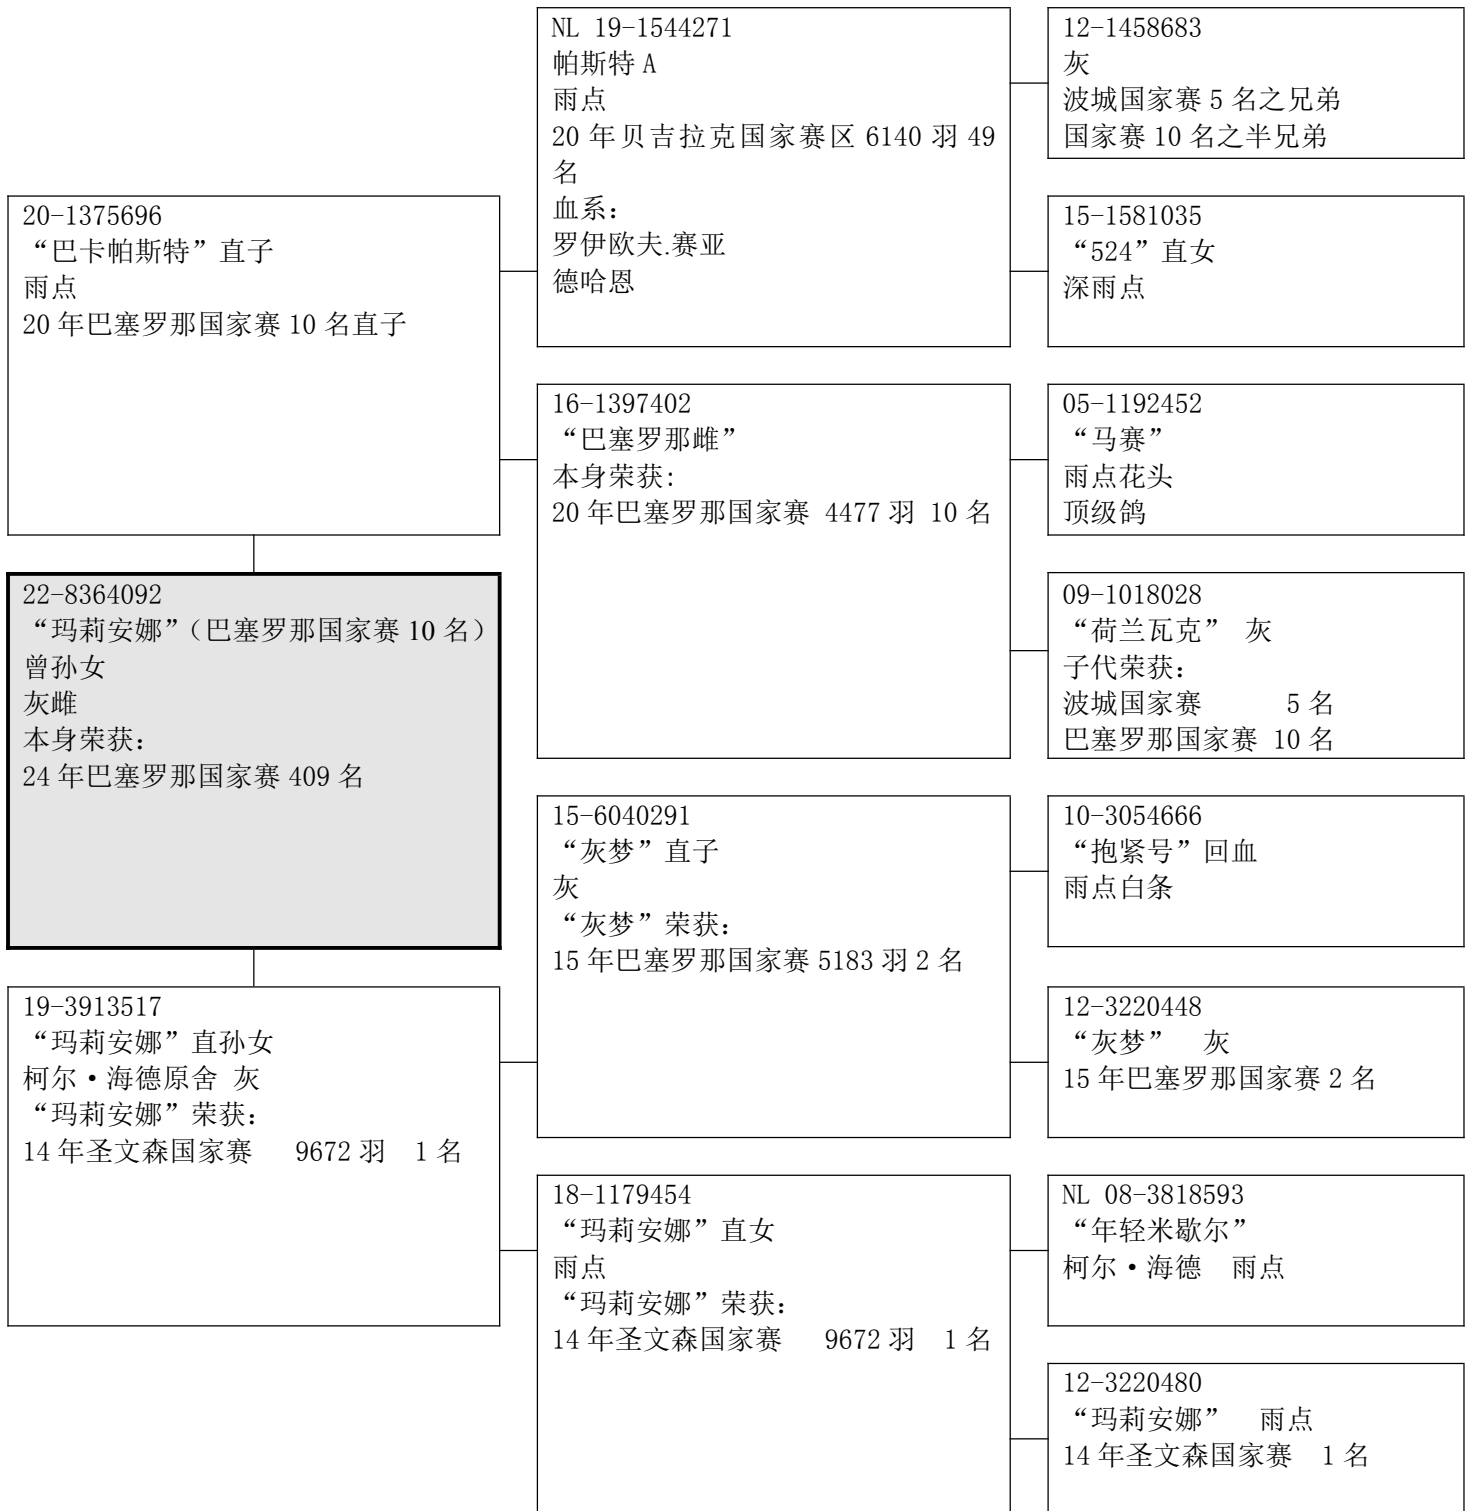 20-1375696
“巴卡帕斯特”直子
雨点
20 年巴塞罗那国家赛 10 名直子
22-8364092
“玛莉安娜”（巴塞罗那国家赛 10 名）
曾孙女
灰雌
本身荣获：
24 年巴塞罗那国家赛 409 名
19-3913517
“玛莉安娜”直孙女
柯尔·海德原舍 灰
“玛莉安娜”荣获：
14 年圣文森国家赛 9672 羽 1 名
NL 19-1544271
帕斯特 A
雨点
20 年贝吉拉克国家赛区 6140 羽 49
名
血系：
罗伊欧夫.赛亚
德哈恩
16-1397402
“巴塞罗那雌”
本身荣获：
20 年巴塞罗那国家赛 4477 羽 10 名
15-6040291
“灰梦”直子
灰
“灰梦”荣获：
15 年巴塞罗那国家赛 5183 羽 2 名
18-1179454
“玛莉安娜”直女
雨点
“玛莉安娜”荣获：
14 年圣文森国家赛 9672 羽 1 名
12-1458683
灰
波城国家赛 5 名之兄弟
国家赛 10 名之半兄弟
15-1581035
“524”直女
深雨点
05-1192452
“马赛”
雨点花头
顶级鸽
09-1018028
“荷兰瓦克” 灰
子代荣获：
波城国家赛 5 名
巴塞罗那国家赛 10 名
10-3054666
“抱紧号”回血
雨点白条
12-3220448
“灰梦” 灰
15 年巴塞罗那国家赛 2 名
NL 08-3818593
“年轻米歇尔”
柯尔·海德 雨点
12-3220480
“玛莉安娜” 雨点
14 年圣文森国家赛 1 名